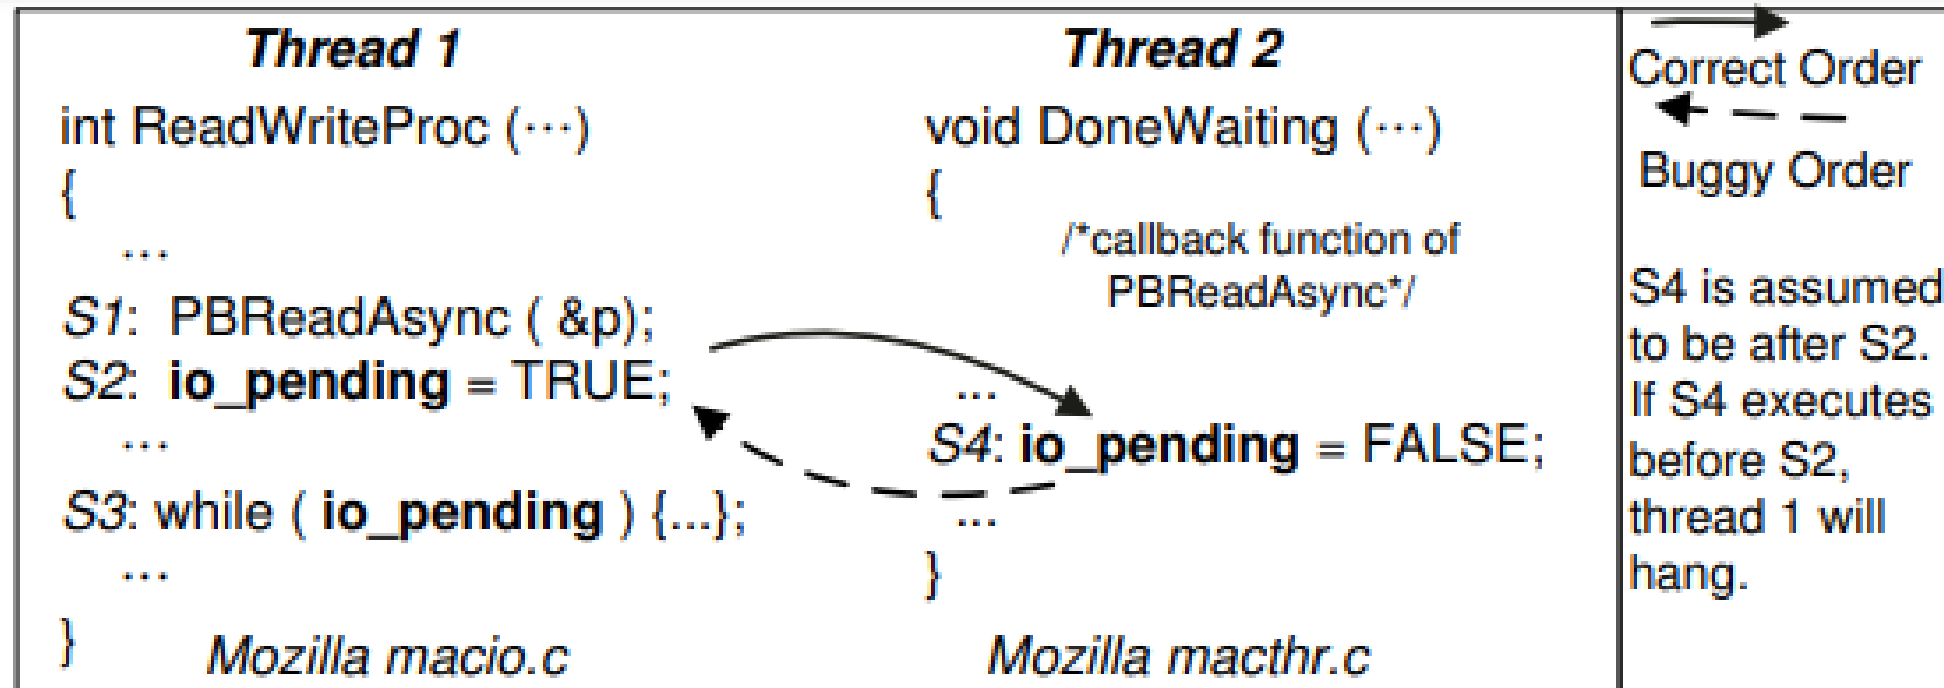 Thread 1
int ReadWriteProc (···)
{
...
S1: PBReadAsync ( &p);
S2: io_pending = TRUE;
...
S3: while ( io_pending ) {...};
...
}
Mozilla macio.c
Thread 2
void DoneWaiting (···)
{
/*callback function of
PBReadAsync*/
...
S4: io_pending = FALSE;
...
}
Mozilla macthr.c
Correct Order
Buggy Order
S4 is assumed
to be after S2.
If S4 executes
before S2,
thread 1 will
hang.